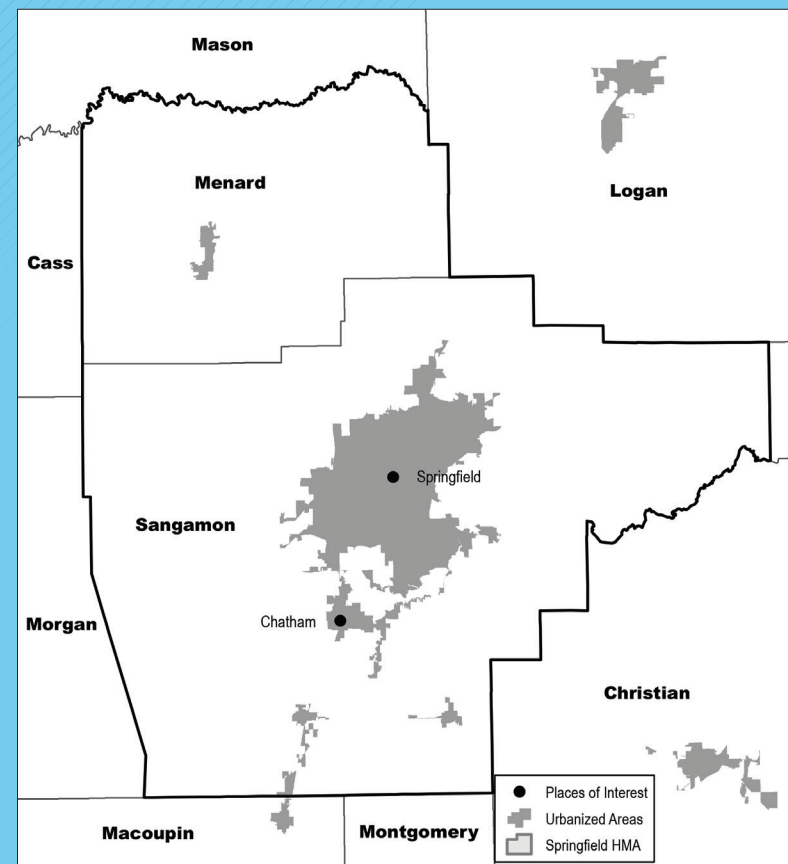 Mason
Menard
Logan
Cass
Springfield
Sangamon
Chatham
Morgan
Christian
Places of Interest
Urbanized Areas
Springfield HMA
Macoupin
Montgomery